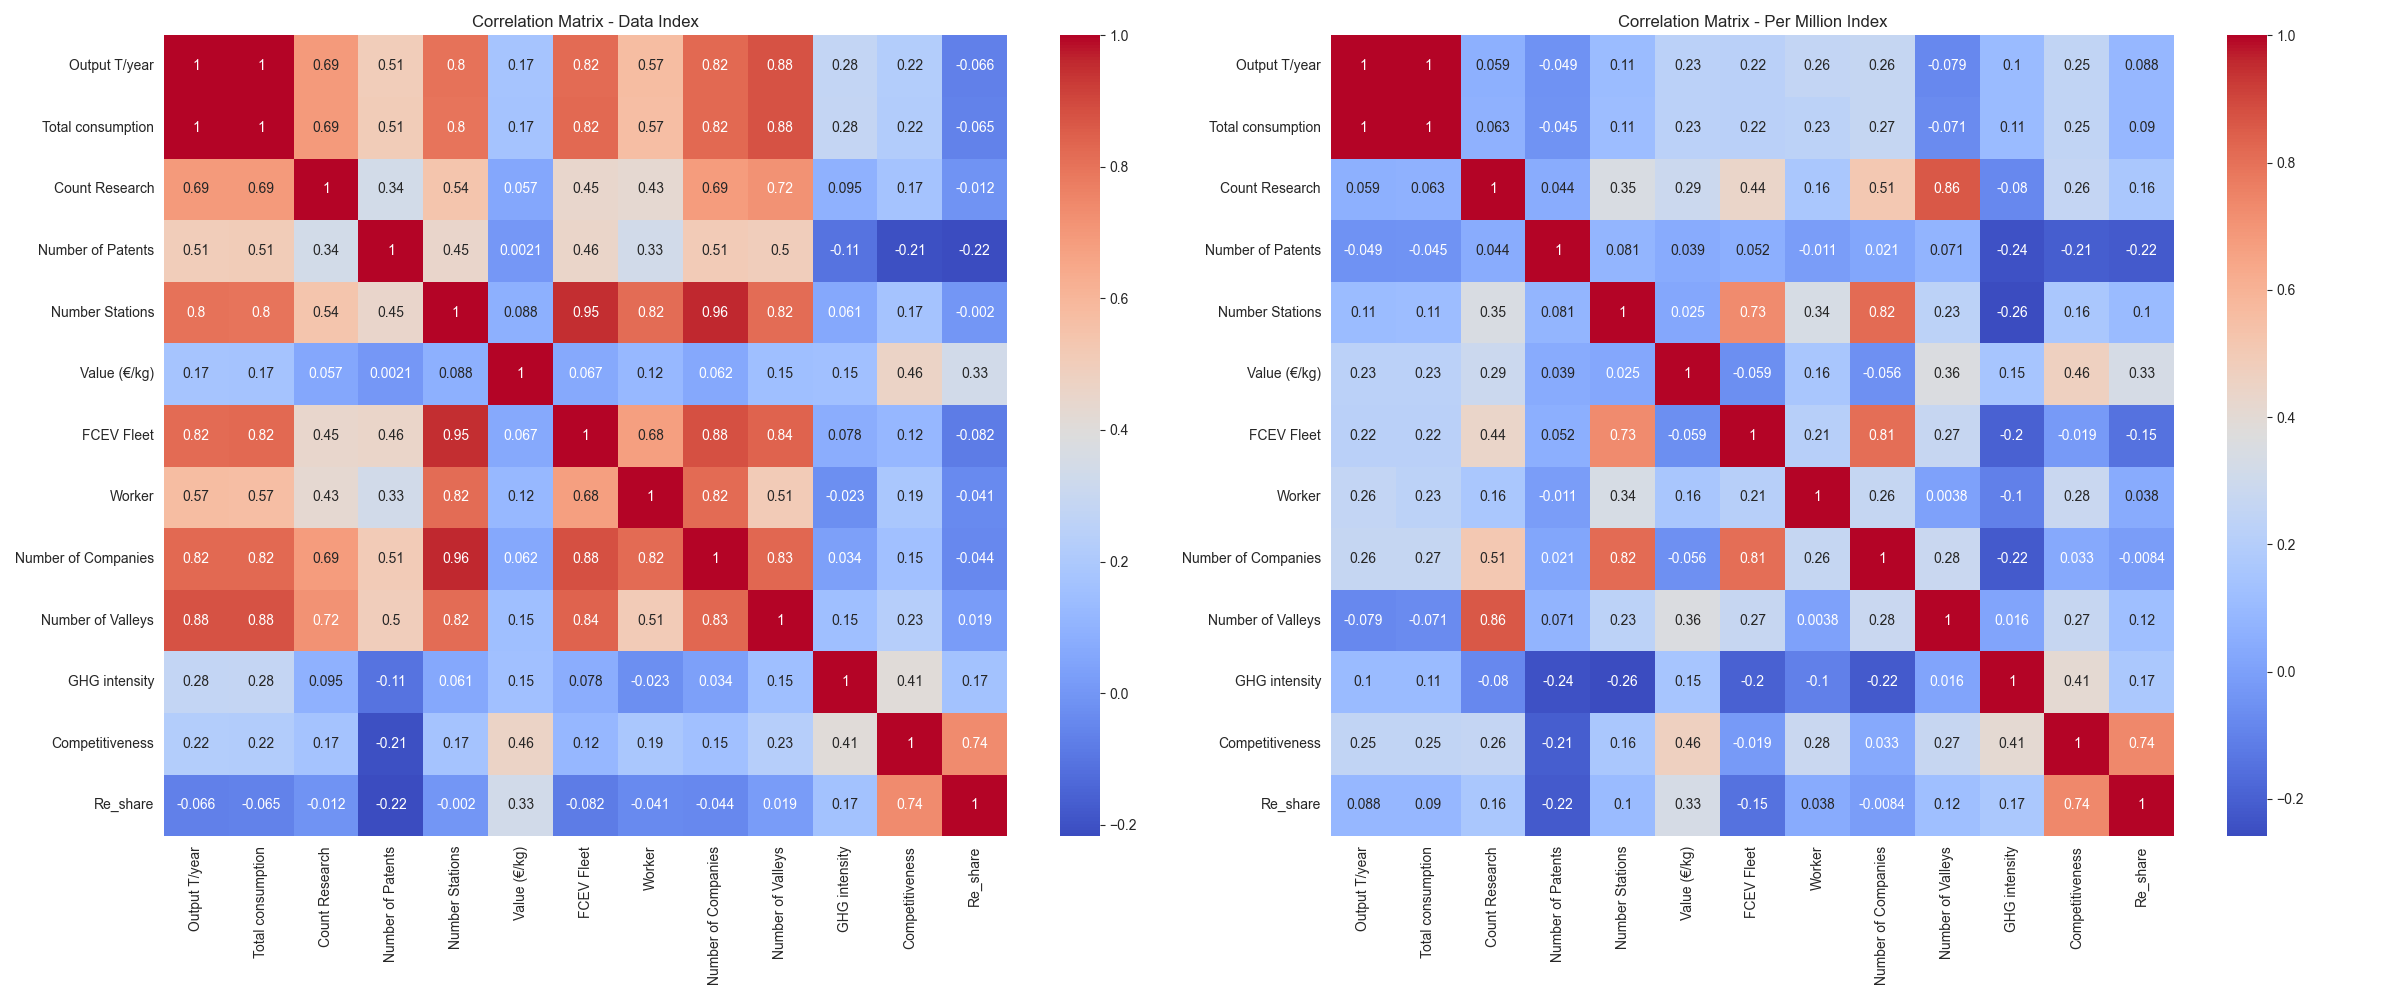 Correlation Matrix - Data Index
Output T/year 1 1 0.69 0.51 0.8 0.17 0.82 0.57 0.82 0.88 0.28 0.22 -0.066
Total consumption 1 1 0.69 0.51 0.8 0.17 0.82 0.57 0.82 0.88 0.28 0.22 -0.065
Count Research 0.69 0.69 1 0.34 0.54 0.057 0.45 0.43 0.69 0.72 0.095 0.17 -0.012
Number of Patents 0.51 0.51 0.34 1 0.45 0.0021 0.46 0.33 0.51 0.5 -0.11 -0.21 -0.22
Number Stations 0.8 0.8 0.54 0.45 1 0.088 0.95 0.82 0.96 0.82 0.061 0.17 -0.002
Value (€/kg) 0.17 0.17 0.057 0.0021 0.088 1 0.067 0.12 0.062 0.15 0.15 0.46 0.33
FCEV Fleet 0.82 0.82 0.45 0.46 0.95 0.067 1 0.68 0.88 0.84 0.078 0.12 -0.082
Worker 0.57 0.57 0.43 0.33 0.82 0.12 0.68 1 0.82 0.51 -0.023 0.19 -0.041
Number of Companies 0.82 0.82 0.69 0.51 0.96 0.062 0.88 0.82 1 0.83 0.034 0.15 -0.044
Number of Valleys 0.88 0.88 0.72 0.5 0.82 0.15 0.84 0.51 0.83 1 0.15 0.23 0.019
GHG intensity 0.28 0.28 0.095 -0.11 0.061 0.15 0.078 -0.023 0.034 0.15 1 0.41 0.17
Competitiveness 0.22 0.22 0.17 -0.21 0.17 0.46 0.12 0.19 0.15 0.23 0.41 1 0.74
Re_share -0.066 -0.065 -0.012 -0.22 -0.002 0.33 -0.082 -0.041 -0.044 0.019 0.17 0.74 1
Output T/year
Total consumption
Count Research
Number of Patents
Number Stations
Value (€/kg)
FCEV Fleet
Worker
Number of Companies
Number of Valleys
GHG intensity
Competitiveness
Re_share
1.0
0.8
0.6
0.4
0.2
0.0
−0.2
Correlation Matrix - Per Million Index
Output T/year 1 1 0.059 -0.049 0.11 0.23 0.22 0.26 0.26 -0.079 0.1 0.25 0.088
Total consumption 1 1 0.063 -0.045 0.11 0.23 0.22 0.23 0.27 -0.071 0.11 0.25 0.09
Count Research 0.059 0.063 1 0.044 0.35 0.29 0.44 0.16 0.51 0.86 -0.08 0.26 0.16
Number of Patents -0.049 -0.045 0.044 1 0.081 0.039 0.052 -0.011 0.021 0.071 -0.24 -0.21 -0.22
Number Stations 0.11 0.11 0.35 0.081 1 0.025 0.73 0.34 0.82 0.23 -0.26 0.16 0.1
Value (€/kg) 0.23 0.23 0.29 0.039 0.025 1 -0.059 0.16 -0.056 0.36 0.15 0.46 0.33
FCEV Fleet 0.22 0.22 0.44 0.052 0.73 -0.059 1 0.21 0.81 0.27 -0.2 -0.019 -0.15
Worker 0.26 0.23 0.16 -0.011 0.34 0.16 0.21 1 0.26 0.0038 -0.1 0.28 0.038
Number of Companies 0.26 0.27 0.51 0.021 0.82 -0.056 0.81 0.26 1 0.28 -0.22 0.033 -0.0084
Number of Valleys -0.079 -0.071 0.86 0.071 0.23 0.36 0.27 0.0038 0.28 1 0.016 0.27 0.12
GHG intensity 0.1 0.11 -0.08 -0.24 -0.26 0.15 -0.2 -0.1 -0.22 0.016 1 0.41 0.17
Competitiveness 0.25 0.25 0.26 -0.21 0.16 0.46 -0.019 0.28 0.033 0.27 0.41 1 0.74
Re_share 0.088 0.09 0.16 -0.22 0.1 0.33 -0.15 0.038 -0.0084 0.12 0.17 0.74 1
Output T/year
Total consumption
Count Research
Number of Patents
Number Stations
Value (€/kg)
FCEV Fleet
Worker
Number of Companies
Number of Valleys
GHG intensity
Competitiveness
Re_share
1.0
0.8
0.6
0.4
0.2
0.0
−0.2